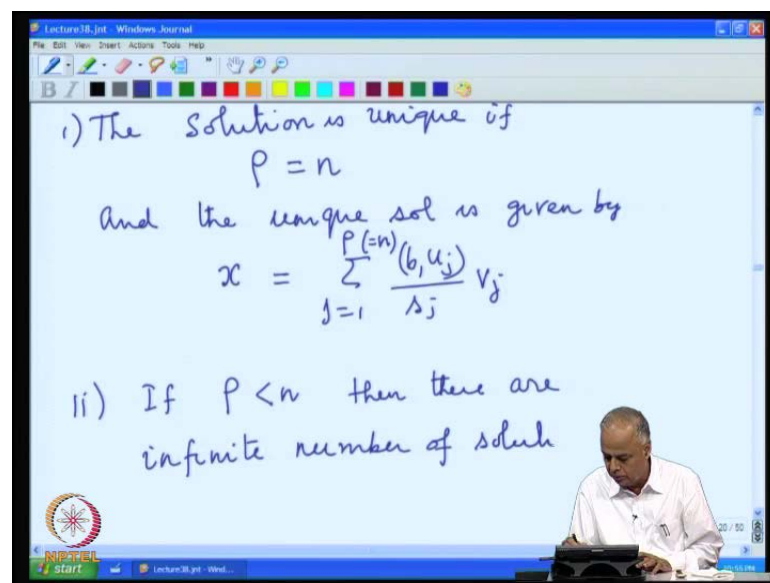 Lecture38.jnt - Windows Journal
File Edit View Insert Actions Tools Help
B I
i) The Solution is unique if
ρ = n
And the unique sol is given by
x = ρ(=n) Σ j=1 (b, uj) / sj vj
ii) If ρ < n then there are
infinite number of solut
20 / 50
NPTEL
start Lecture38.jnt - Wind...